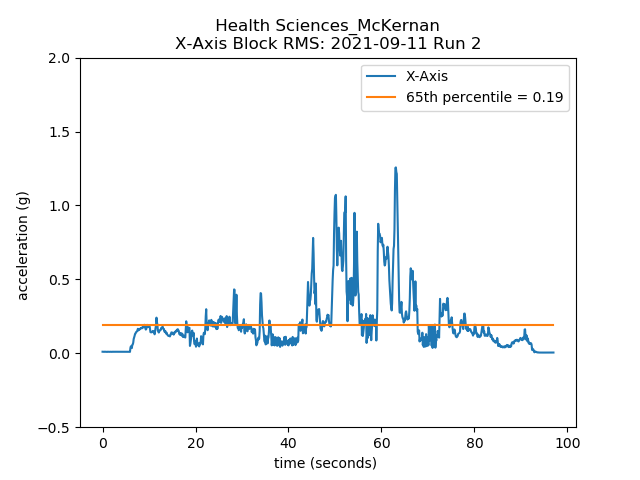 Health Sciences_McKernan
X-Axis Block RMS: 2021-09-11 Run 2
X-Axis
65th percentile = 0.19
acceleration (g)
2.0
1.5
1.0
0.5
0.0
−0.5
0 20 40 60 80 100
time (seconds)